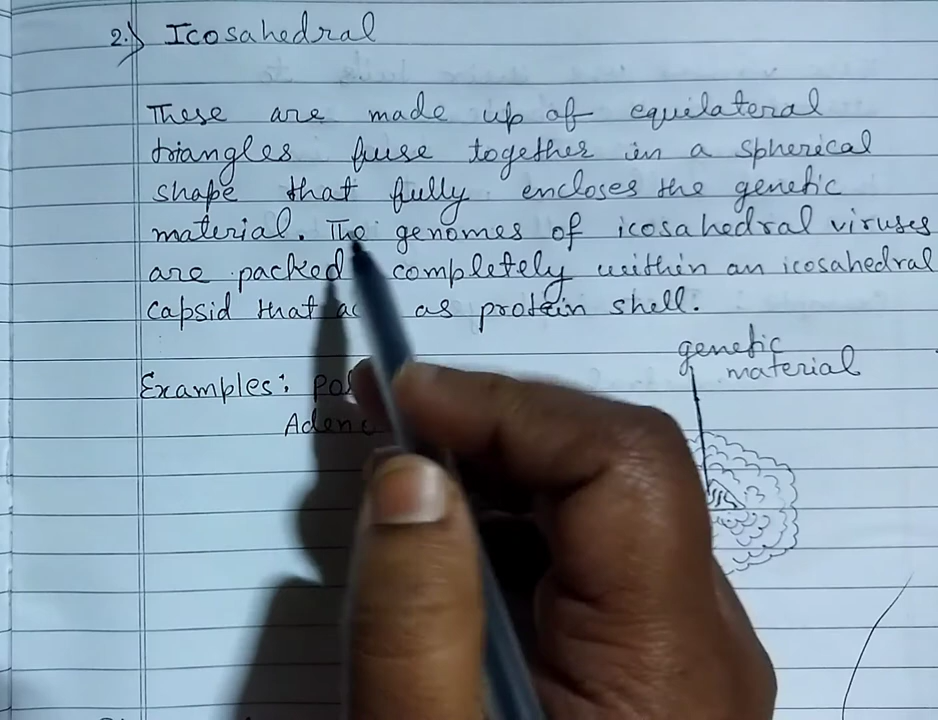 2.) Icosahedral
These are made up of equilateral
triangles fuse together in a spherical
shape that fully encloses the genetic
material. The genomes of icosahedral viruses
are packed completely within an icosahedral
capsid that as protein shell.
genetic
material
Examples: